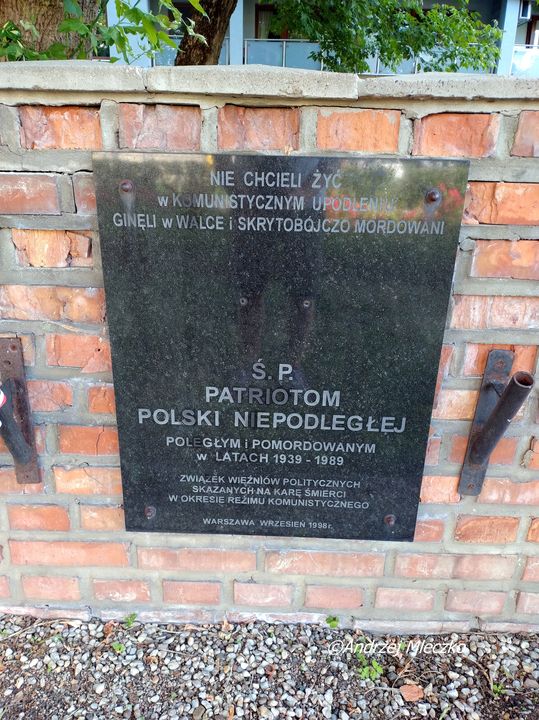 NIE CHCIELI ŻYĆ
w KOMUNISTYCZNYM UPODLENIU
GINĘLI w WALCE i SKRYTOBÓJCZO MORDOWANI
Ś. P.
PATRIOTOM
POLSKI NIEPODLEGŁEJ
POLEGŁYM i POMORDOWANYM
w LATACH 1939 - 1989
ZWIĄZEK WIĘŹNIÓW POLITYCZNYCH
SKAZANYCH NA KARĘ ŚMIERCI
W OKRESIE REŻIMU KOMUNISTYCZNEGO
WARSZAWA WRZESIEŃ 1998r.
©Andrzej Mleczko